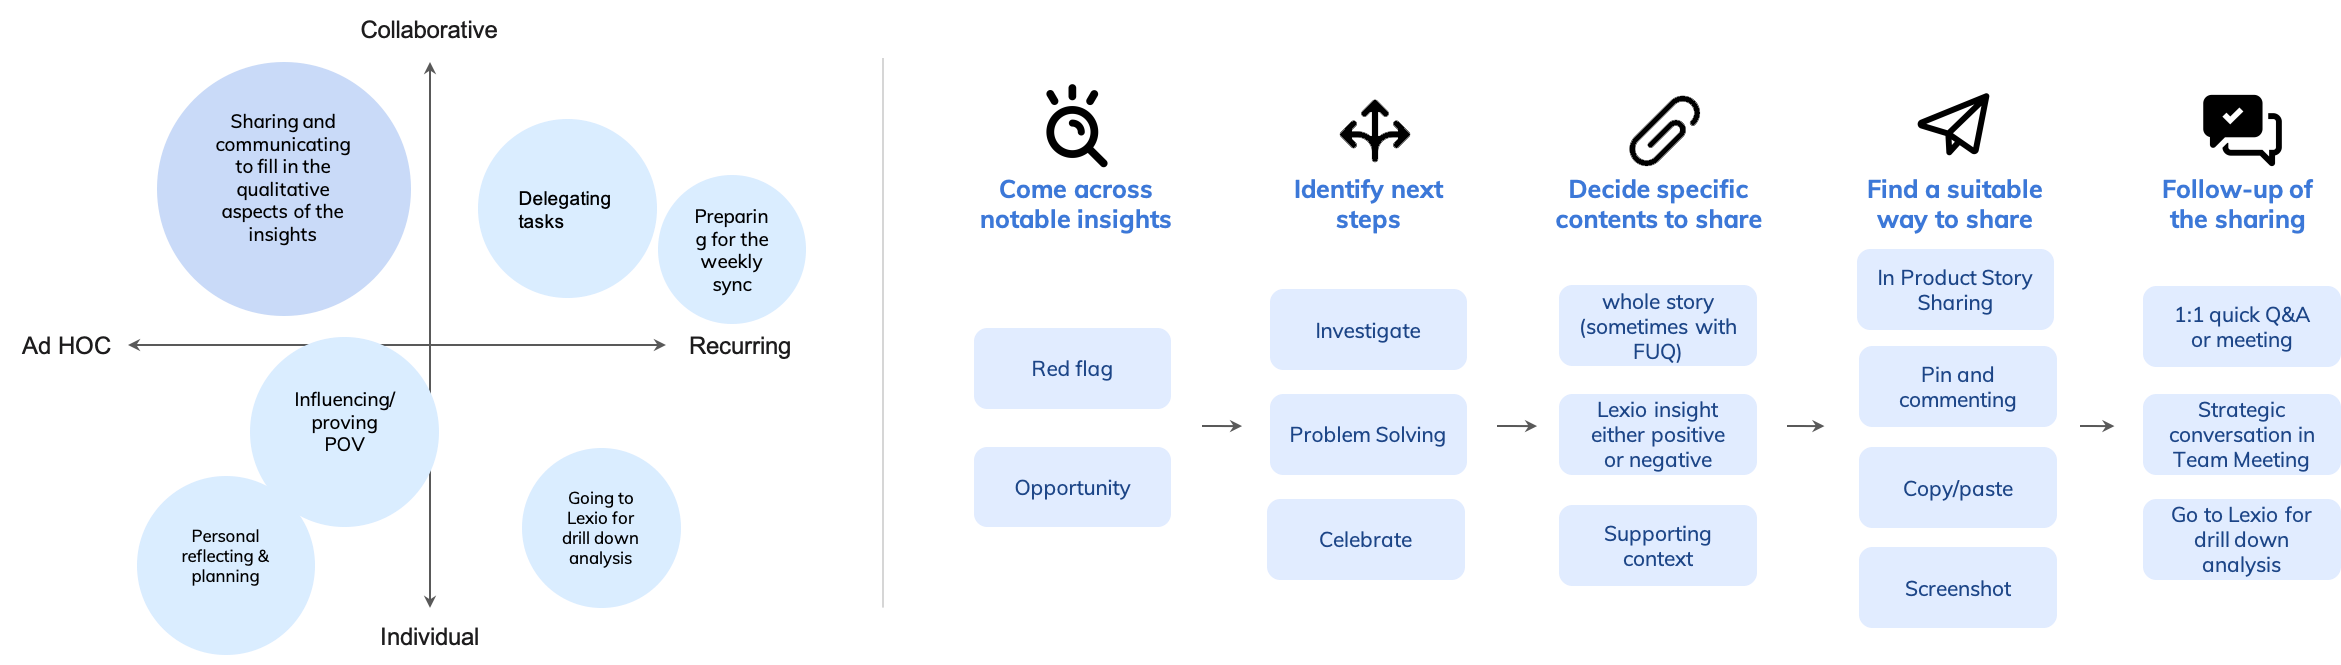 Collaborative
Sharing and
communicating
to fill in the
qualitative
aspects of the
insights
Delegating
tasks
Preparin
g for the
weekly
sync
Ad HOC
Recurring
Influencing/
proving
POV
Personal
reflecting &
planning
Going to
Lexio for
drill down
analysis
Individual
Come across
notable insights
Red flag
Opportunity
Identify next
steps
Investigate
Problem Solving
Celebrate
Decide specific
contents to share
whole story
(sometimes with
FUQ)
Lexio insight
either positive
or negative
Supporting
context
Find a suitable
way to share
In Product Story
Sharing
Pin and
commenting
Copy/paste
Screenshot
Follow-up of
the sharing
1:1 quick Q&A
or meeting
Strategic
conversation in
Team Meeting
Go to Lexio for
drill down
analysis